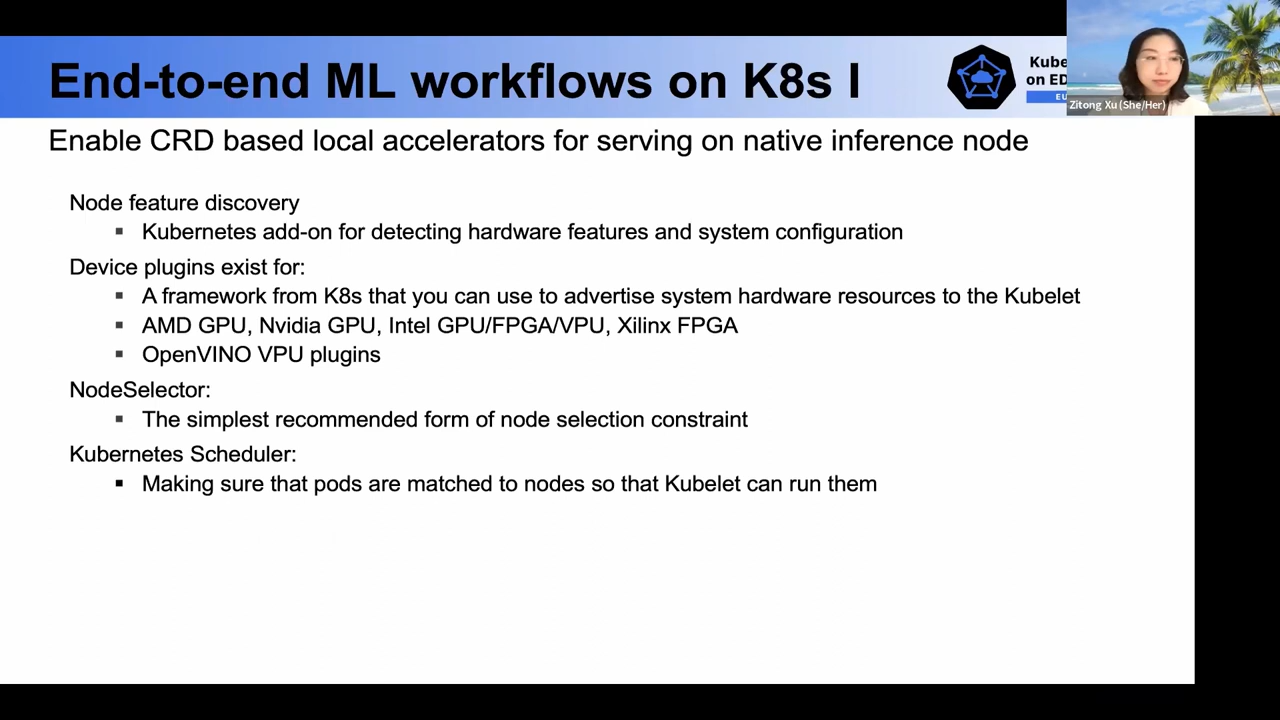 End-to-end ML workflows on K8s I
Kube
on ED
EU
Zitong Xu (She/Her)
Enable CRD based local accelerators for serving on native inference node
Node feature discovery
▪ Kubernetes add-on for detecting hardware features and system configuration
Device plugins exist for:
▪ A framework from K8s that you can use to advertise system hardware resources to the Kubelet
▪ AMD GPU, Nvidia GPU, Intel GPU/FPGA/VPU, Xilinx FPGA
▪ OpenVINO VPU plugins
NodeSelector:
▪ The simplest recommended form of node selection constraint
Kubernetes Scheduler:
▪ Making sure that pods are matched to nodes so that Kubelet can run them